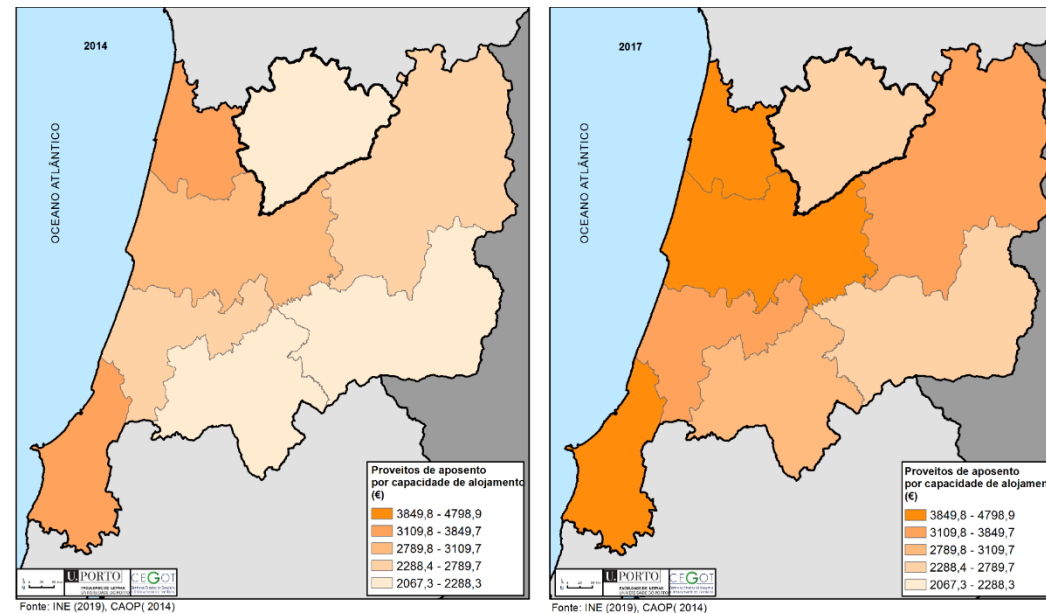 2014
OCEANO ATLÂNTICO
Proveitos de aposento
por capacidade de alojamento
(€)
3849,8 - 4798,9
3109,8 - 3849,7
2789,8 - 3109,7
2288,4 - 2789,7
2067,3 - 2288,3
U. PORTO
CEGOT
Fonte: INE (2019), CAOP( 2014)
2017
OCEANO ATLÂNTICO
Proveitos de aposento
por capacidade de alojamen
(€)
3849,8 - 4798,9
3109,8 - 3849,7
2789,8 - 3109,7
2288,4 - 2789,7
2067,3 - 2288,3
U. PORTO
CEGOT
Fonte: INE (2019), CAOP( 2014)